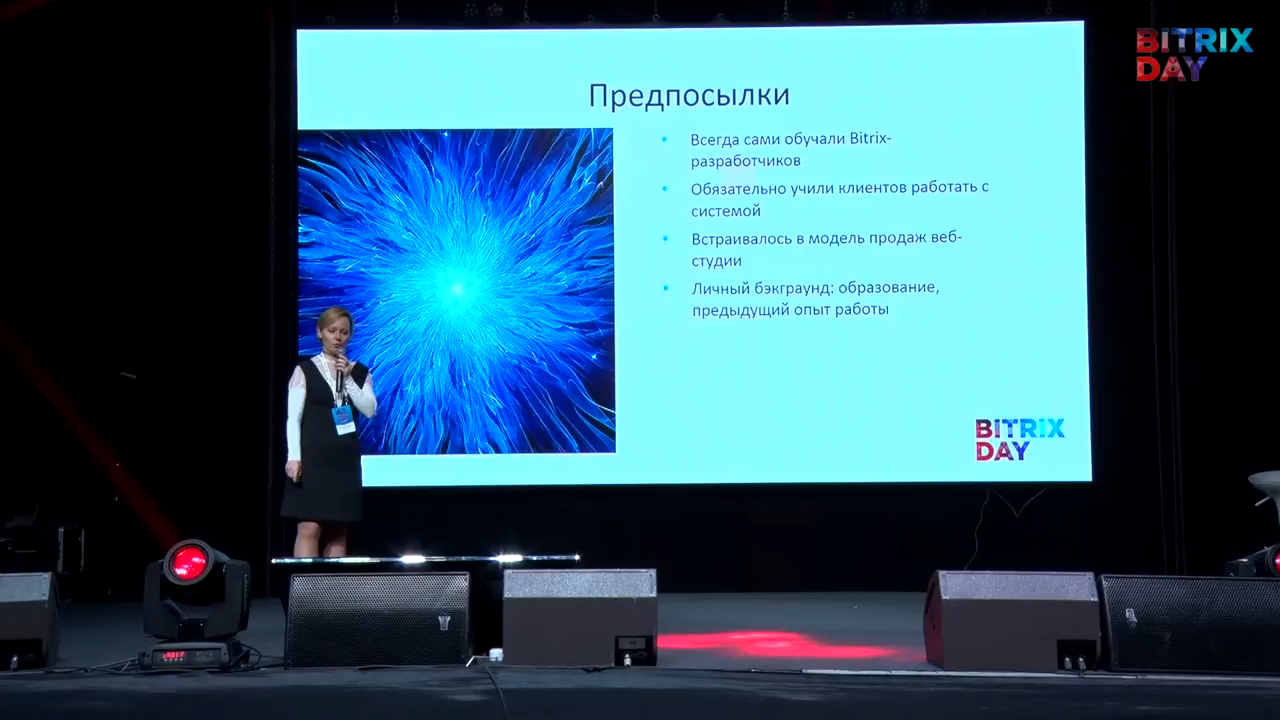 BITRIX
DAY
Предпосылки
Всегда сами обучали Bitrix-
разработчиков
Обязательно учили клиентов работать с
системой
Встраивалось в модель продаж веб-
студии
Личный бэкграунд: образование,
предыдущий опыт работы
BITRIX
DAY